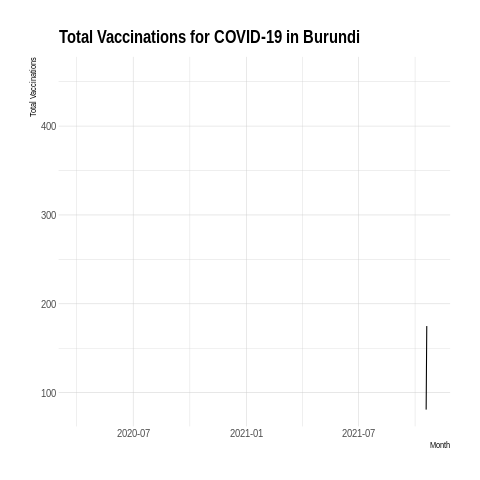 Total Vaccinations for COVID-19 in Burundi
Total Vaccinations
400
300
200
100
2020-07 2021-01 2021-07
Month